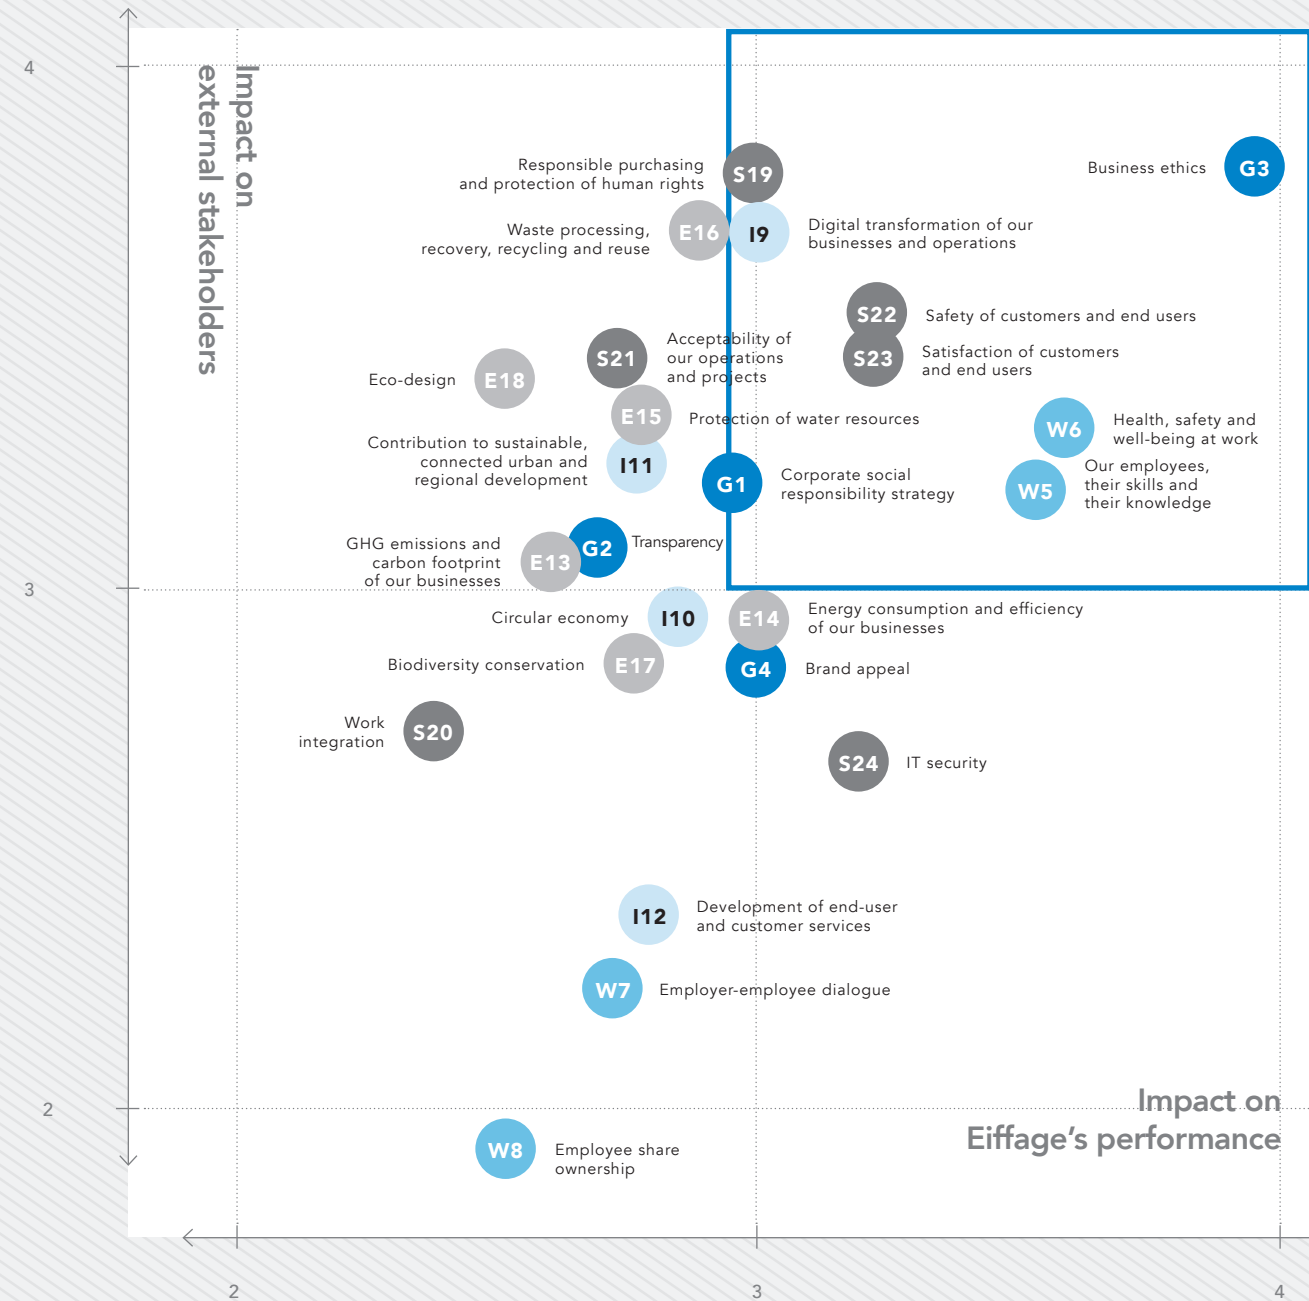 4
Impact on
external stakeholders
Responsible purchasing
and protection of human rights
S19
Business ethics
G3
Waste processing,
recovery, recycling and reuse
E16
I9
Digital transformation of our
businesses and operations
S22
Safety of customers and end users
S21
Acceptability of
our operations
and projects
S23
Satisfaction of customers
and end users
Eco-design
E18
E15
Protection of water resources
W6
Health, safety and
well-being at work
Contribution to sustainable,
connected urban and
regional development
I11
G1
Corporate social
responsibility strategy
W5
Our employees,
their skills and
their knowledge
GHG emissions and
carbon footprint
of our businesses
E13
G2
Transparency
3
Circular economy
I10
E14
Energy consumption and efficiency
of our businesses
Biodiversity conservation
E17
G4
Brand appeal
Work
integration
S20
S24
IT security
I12
Development of end-user
and customer services
W7
Employer-employee dialogue
2
Impact on
Eiffage’s performance
W8
Employee share
ownership
2
3
4